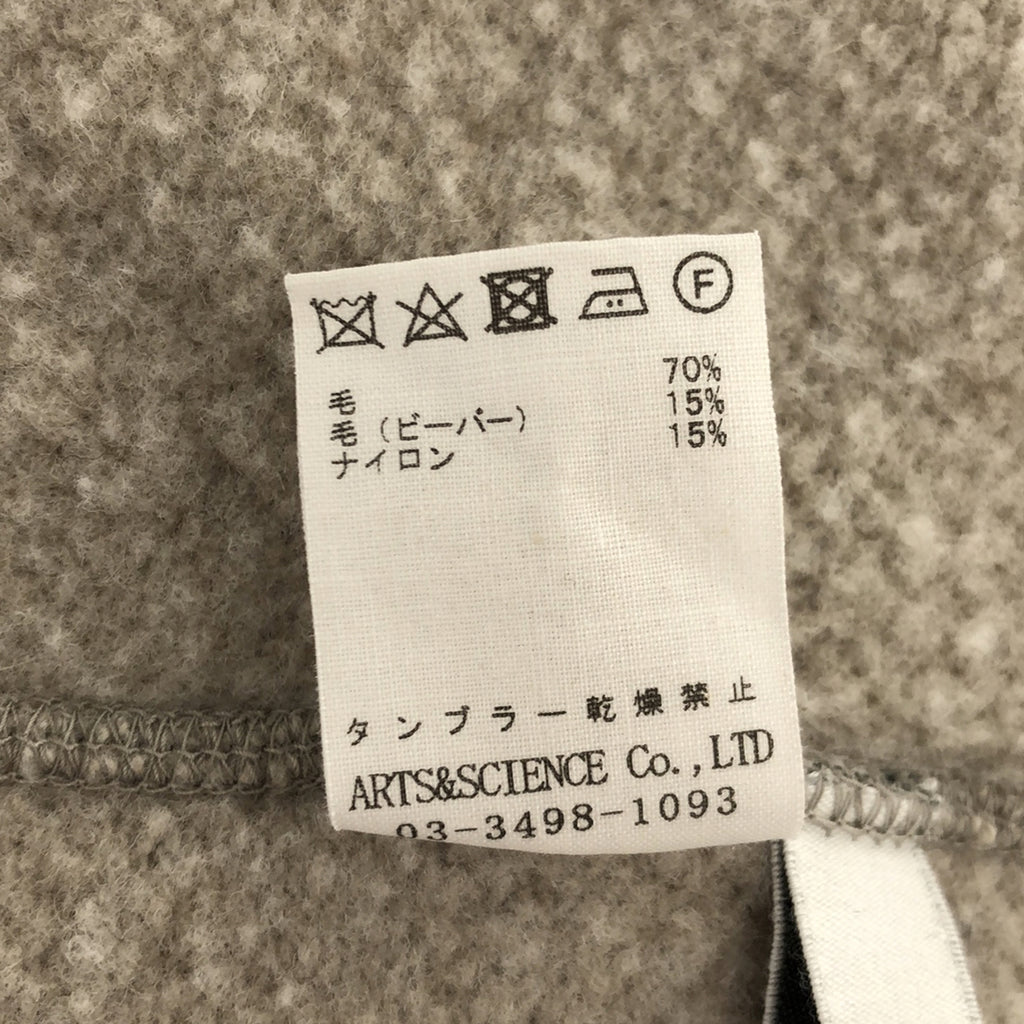 F
70%
毛 15%
毛（ビーバー） 15%
ナイロン
タンブラー乾燥禁止
ARTS&SCIENCE Co.,LTD
03-3498-1093